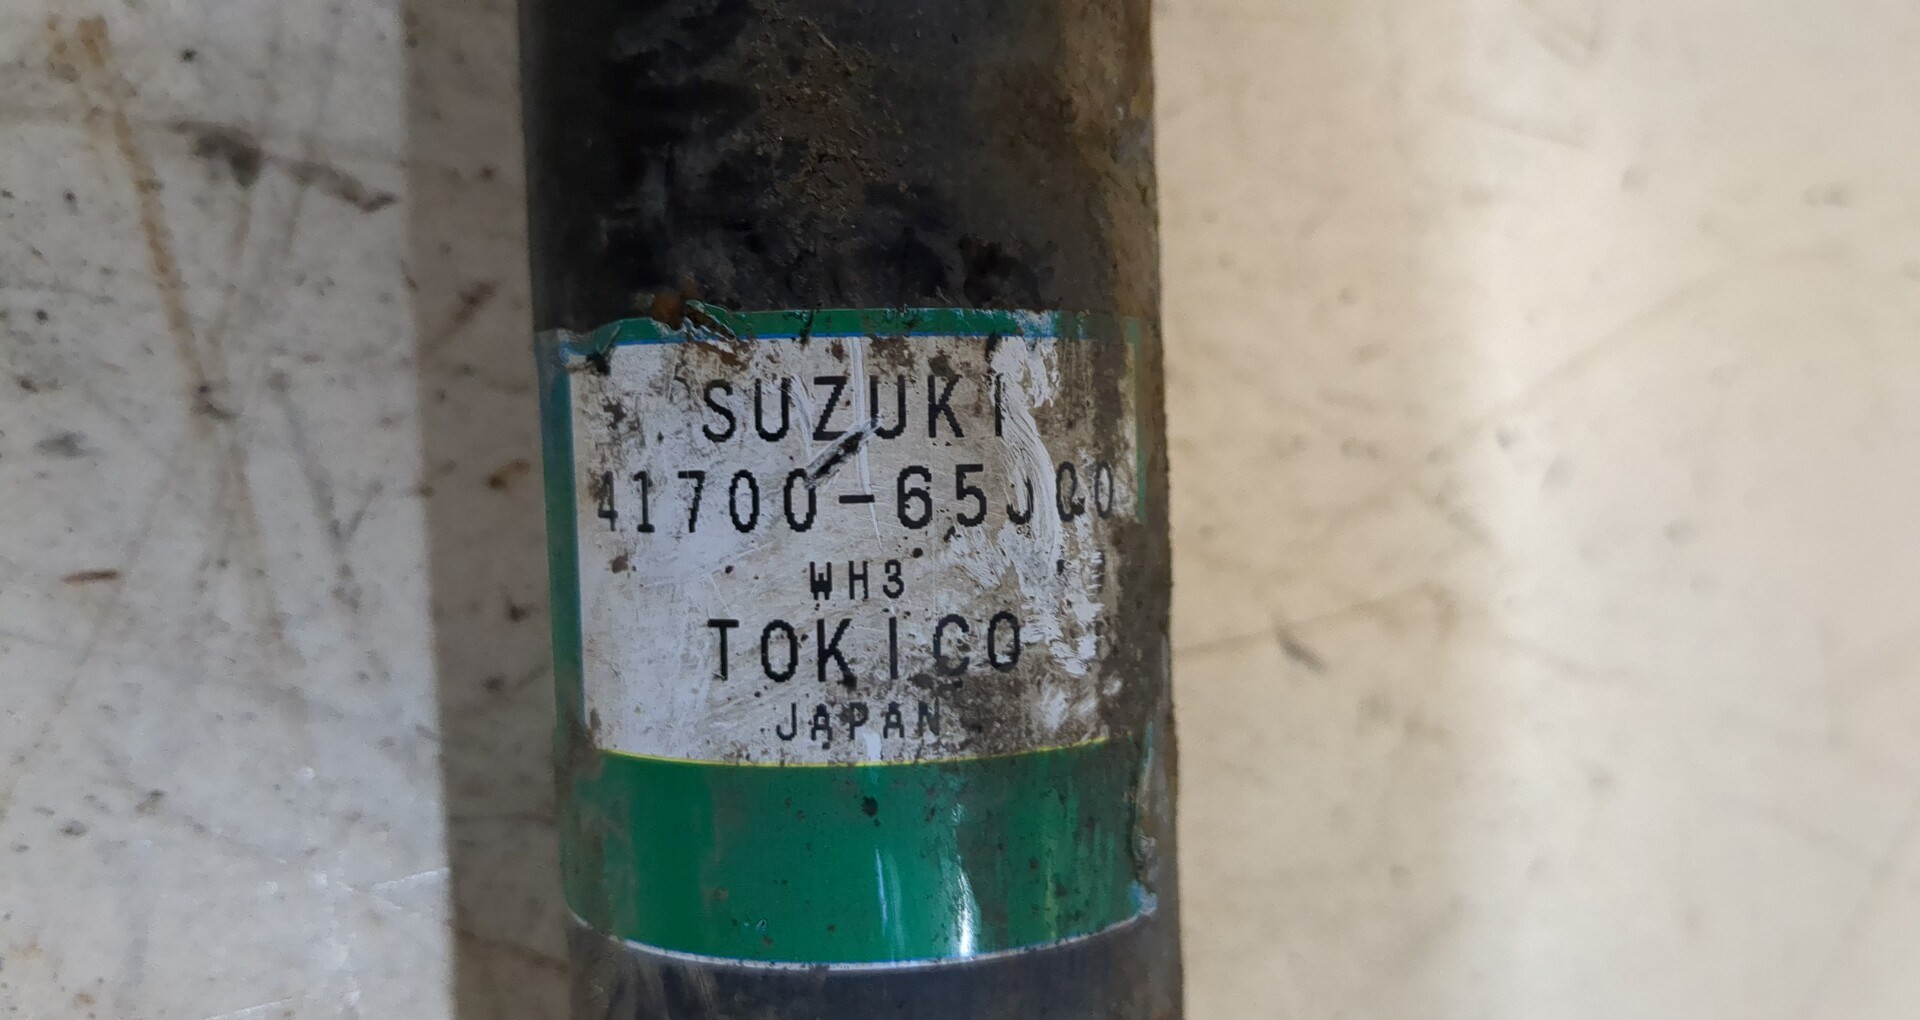 SUZUKI
41700-65J00
WH3
TOKICO
JAPAN